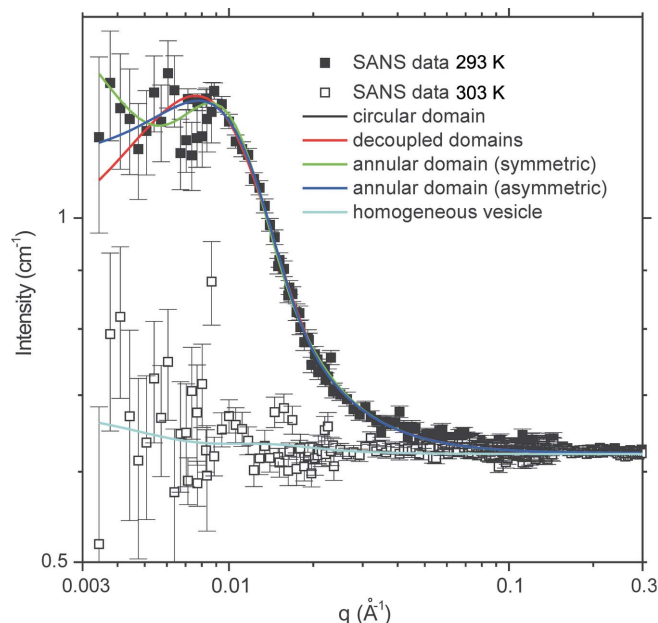 SANS data 293 K
SANS data 303 K
circular domain
decoupled domains
annular domain (symmetric)
annular domain (asymmetric)
homogeneous vesicle
1
Intensity (cm⁻¹)
0.5
0.003 0.01 0.1 0.3
q (Å⁻¹)